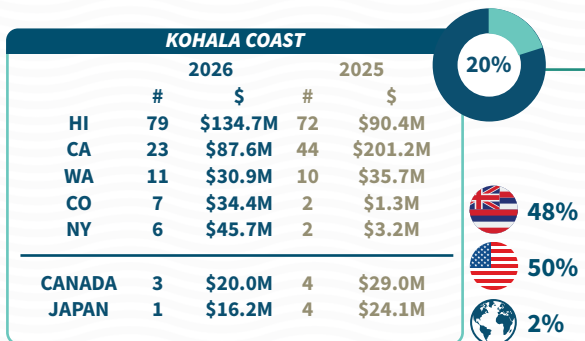 KOHALA COAST
20%
2026 2025
# $ # $
HI 79 $134.7M 72 $90.4M
CA 23 $87.6M 44 $201.2M
WA 11 $30.9M 10 $35.7M
CO 7 $34.4M 2 $1.3M
NY 6 $45.7M 2 $3.2M
48%
50%
CANADA 3 $20.0M 4 $29.0M
JAPAN 1 $16.2M 4 $24.1M
2%